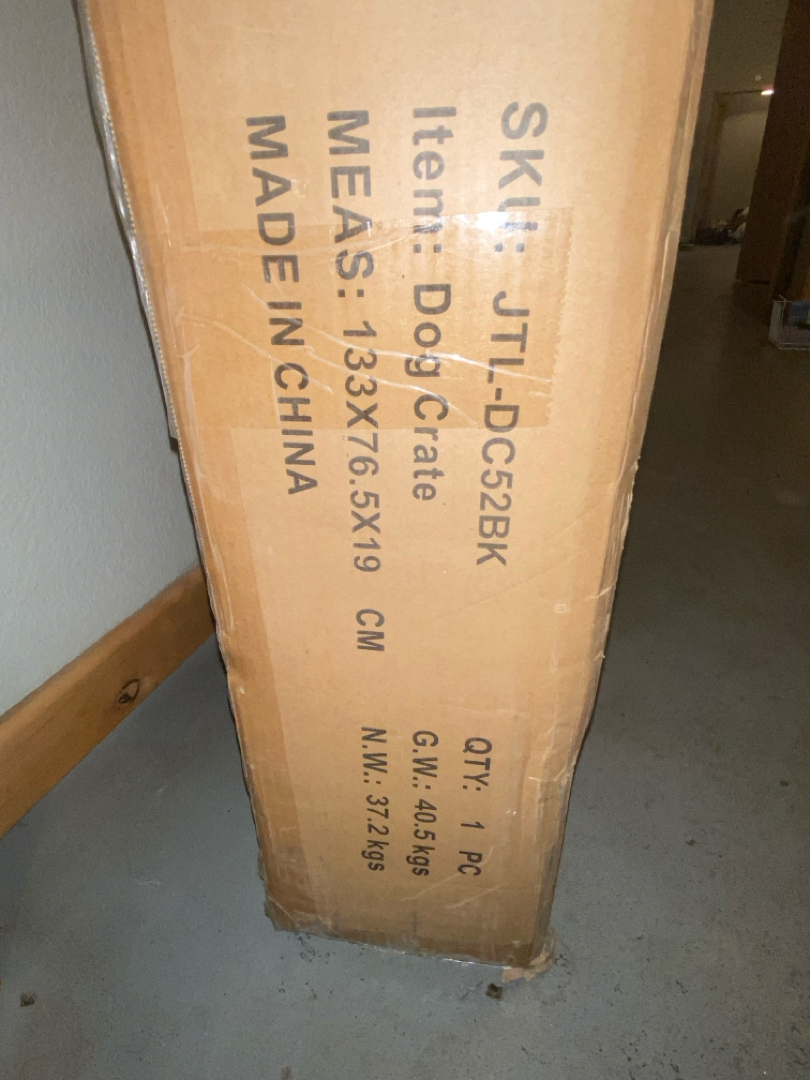 SKU: JTL-DC52BK
Item: Dog Crate
MEAS: 133X76.5X19 CM
MADE IN CHINA
QTY: 1 PC
G.W.: 40.5 kgs
N.W.: 37.2 kgs